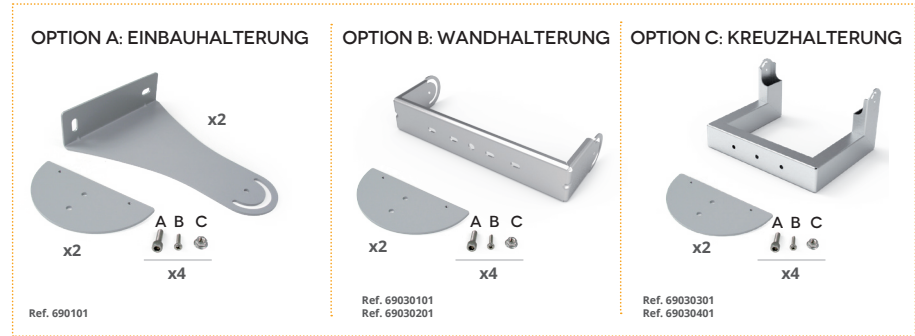 OPTION A: EINBAUHALTERUNG
x2
x2
A B C
x4
Ref. 690101
OPTION B: WANDHALTERUNG
x2
A B C
x4
Ref. 69030101
Ref. 69030201
OPTION C: KREUZHALTERUNG
x2
A B C
x4
Ref. 69030301
Ref. 69030401